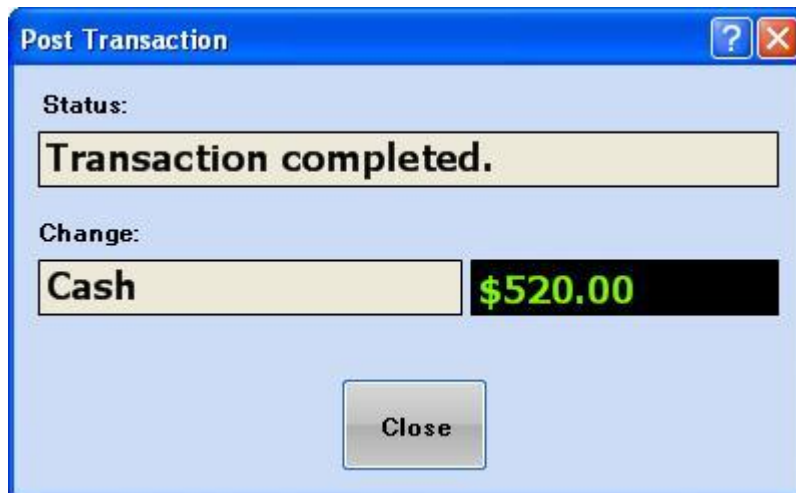 Post Transaction
Status:
Transaction completed.
Change:
Cash $520.00
Close